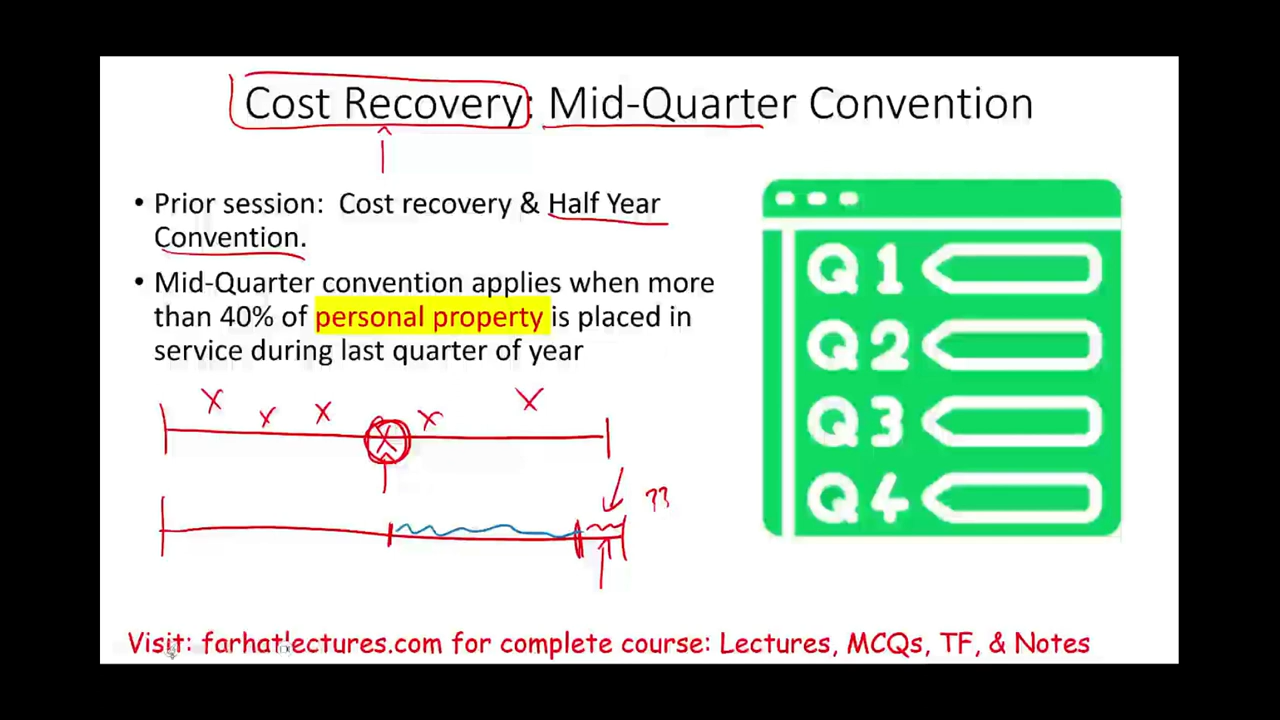 Cost Recovery: Mid-Quarter Convention
• Prior session: Cost recovery & Half Year
Convention.
• Mid-Quarter convention applies when more
than 40% of personal property is placed in
service during last quarter of year
Q1
Q2
Q3
Q4
X X X X X X
??
Visit: farhatlectures.com for complete course: Lectures, MCQs, TF, & Notes